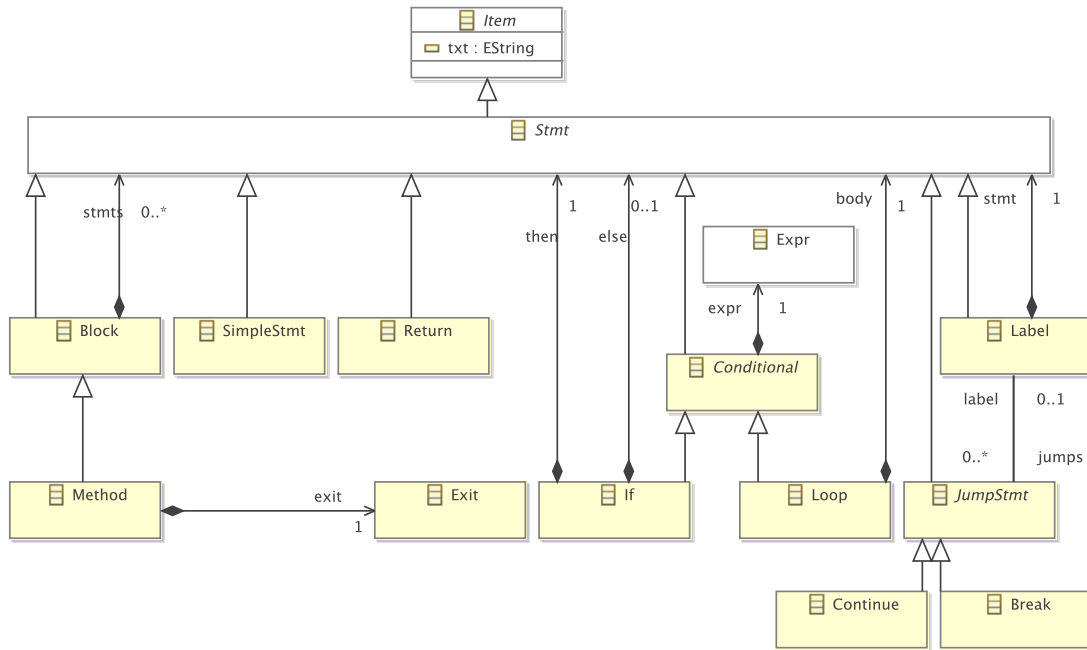 Item
txt : EString
Stmt
stmts 0..*
then 1
else 0..1
body 1
stmt 1
Expr
expr 1
Block
SimpleStmt
Return
Conditional
Label
label 0..1
0..* jumps
Method
exit
1
Exit
If
Loop
JumpStmt
Continue
Break